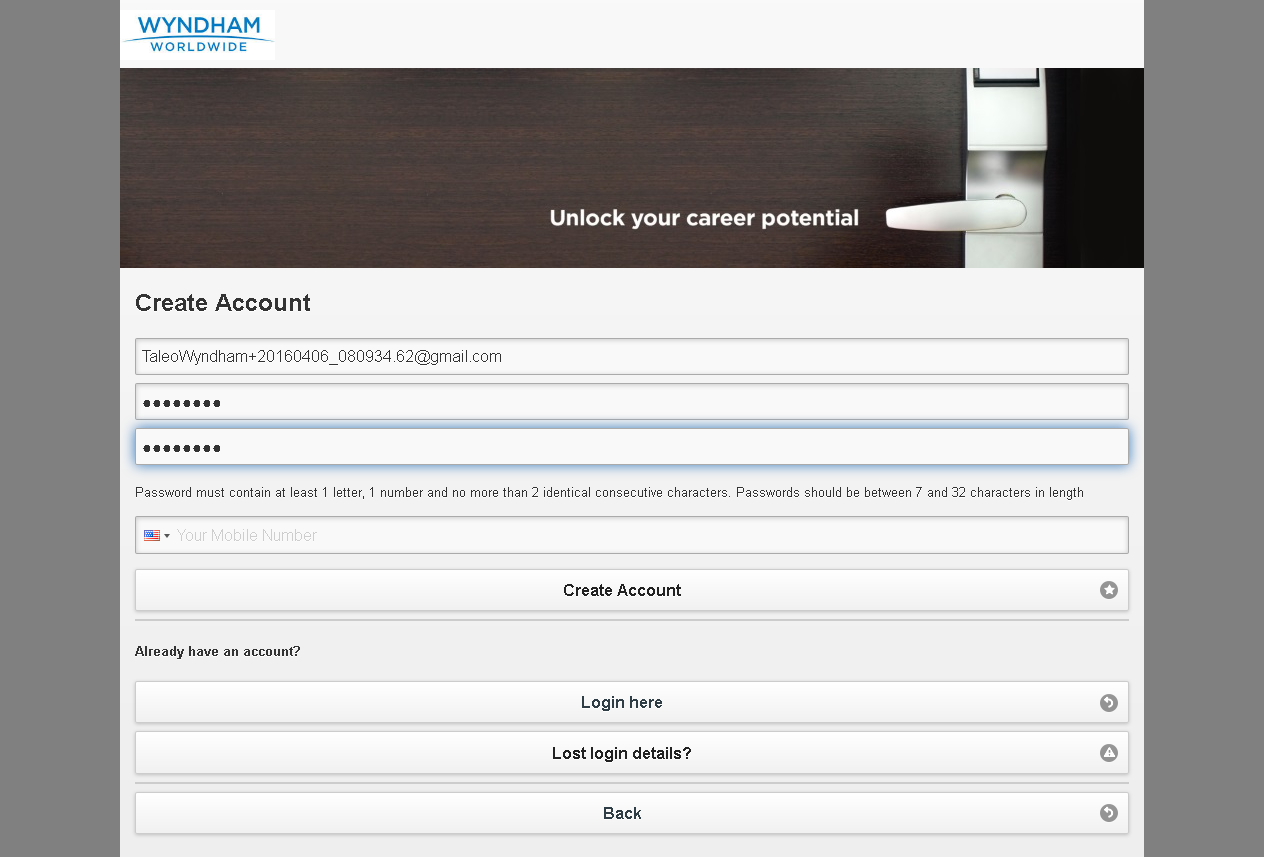 WYNDHAM
WORLDWIDE
Unlock your career potential
Create Account
TaleoWyndham+20160406_080934.62@gmail.com
••••••••
••••••••
Password must contain at least 1 letter, 1 number and no more than 2 identical consecutive characters. Passwords should be between 7 and 32 characters in length
Your Mobile Number
Create Account
Already have an account?
Login here
Lost login details?
Back